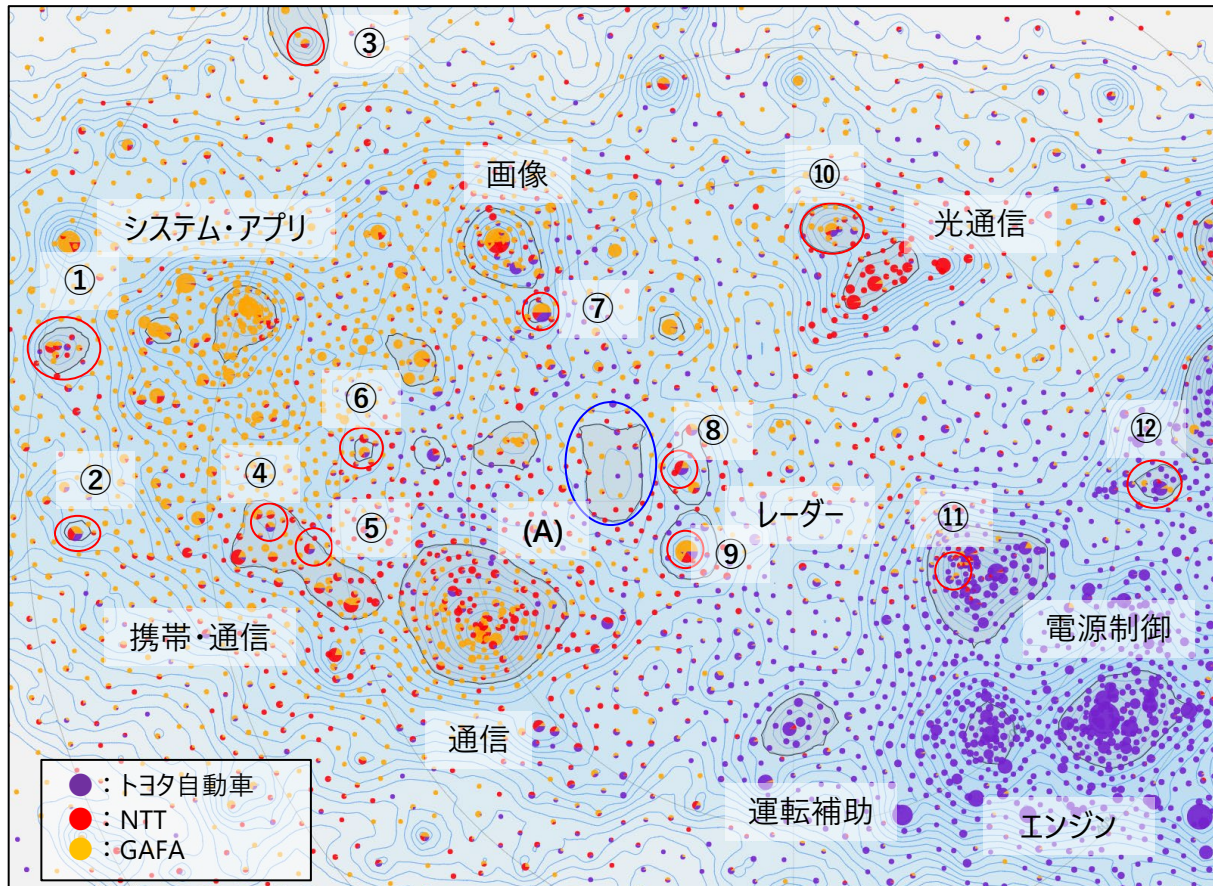 ③
画像
⑩
光通信
システム・アプリ
①
⑦
⑥
⑧
⑫
②
④
⑤
(A)
レーダー
⑪
⑨
携帯・通信
電源制御
通信
運転補助
エンジン
：トヨタ自動車
：NTT
：GAFA